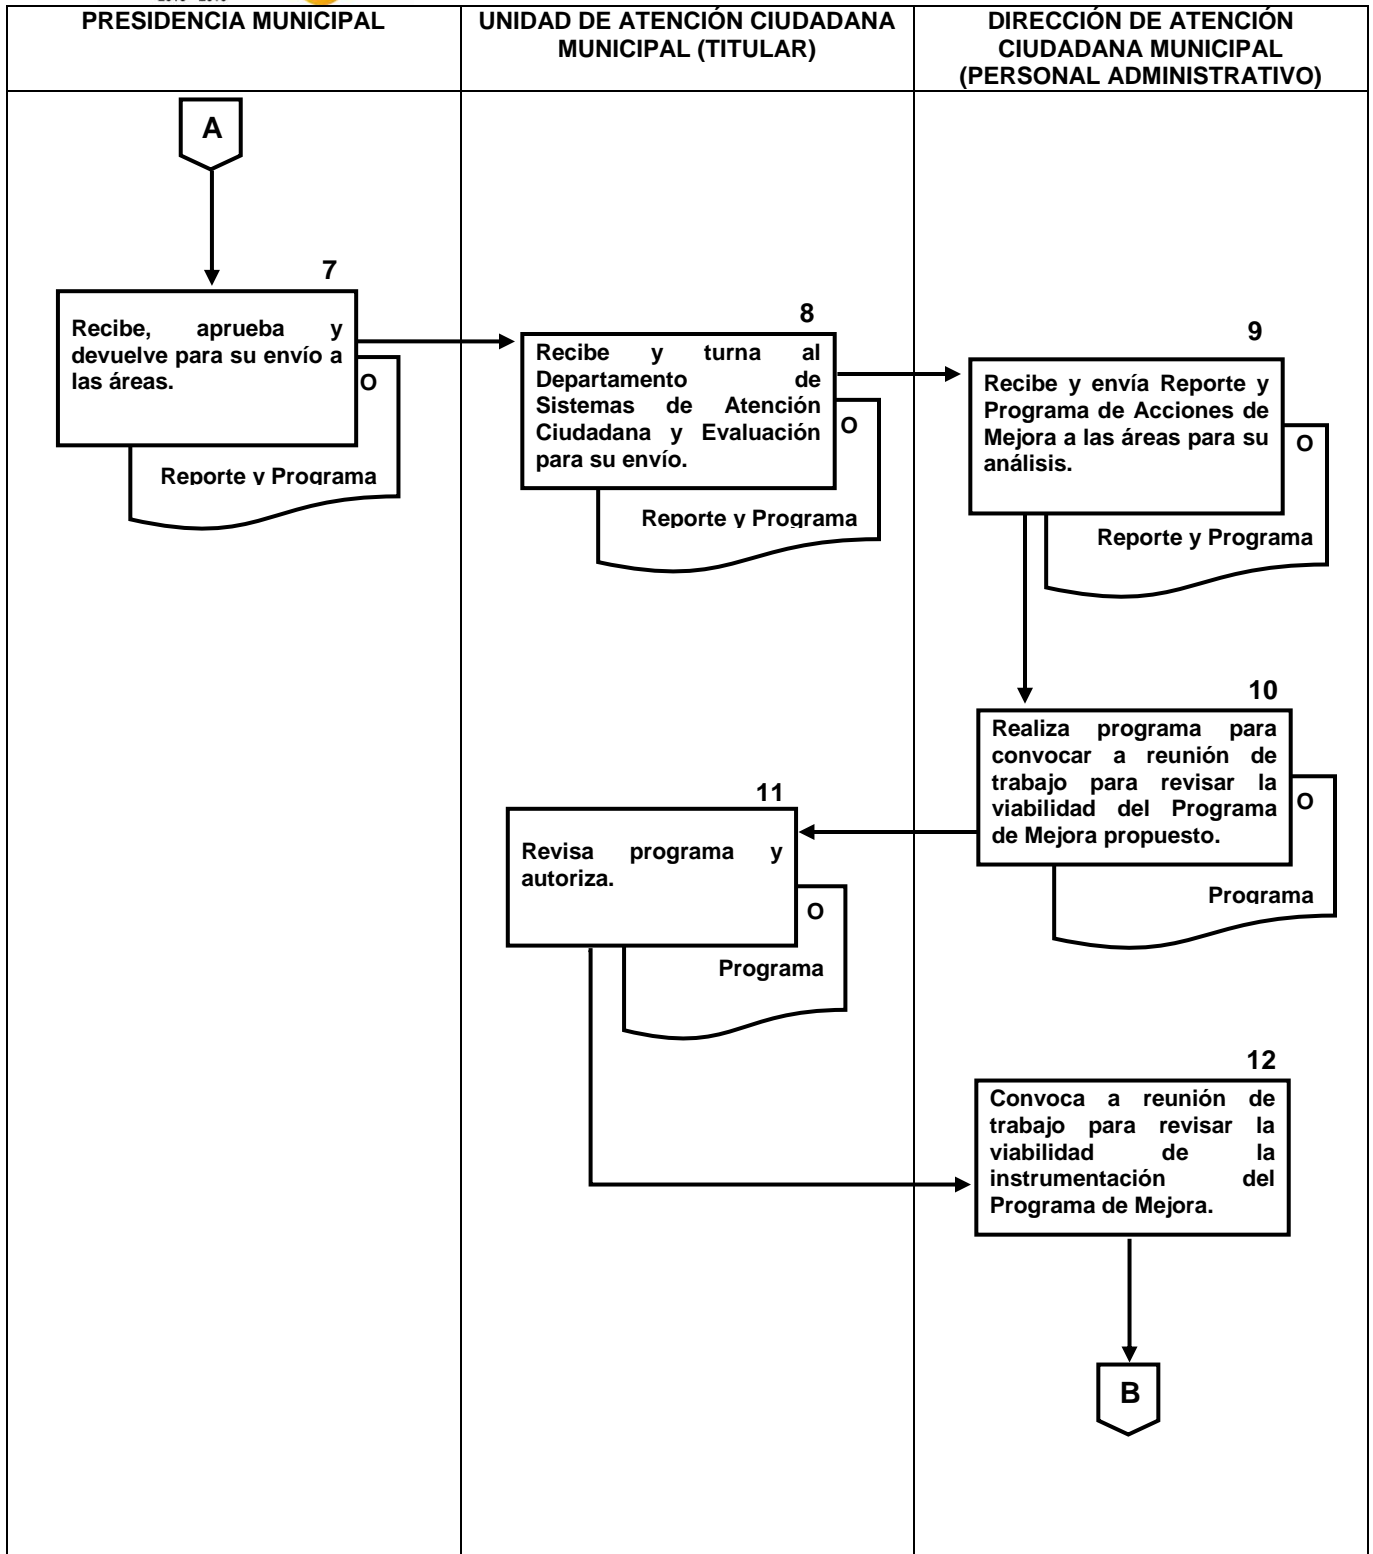 PRESIDENCIA MUNICIPAL
UNIDAD DE ATENCIÓN CIUDADANA
MUNICIPAL (TITULAR)
DIRECCIÓN DE ATENCIÓN
CIUDADANA MUNICIPAL
(PERSONAL ADMINISTRATIVO)
A
7
Recibe, aprueba y
devuelve para su envío a
las áreas.
O
Reporte y Programa
8
Recibe y turna al
Departamento de
Sistemas de Atención
Ciudadana y Evaluación
para su envío.
O
Reporte y Programa
9
Recibe y envía Reporte y
Programa de Acciones de
Mejora a las áreas para su
análisis.
O
Reporte y Programa
10
Realiza programa para
convocar a reunión de
trabajo para revisar la
viabilidad del Programa
de Mejora propuesto.
O
Programa
11
Revisa programa y
autoriza.
O
Programa
12
Convoca a reunión de
trabajo para revisar la
viabilidad de la
instrumentación del
Programa de Mejora.
B